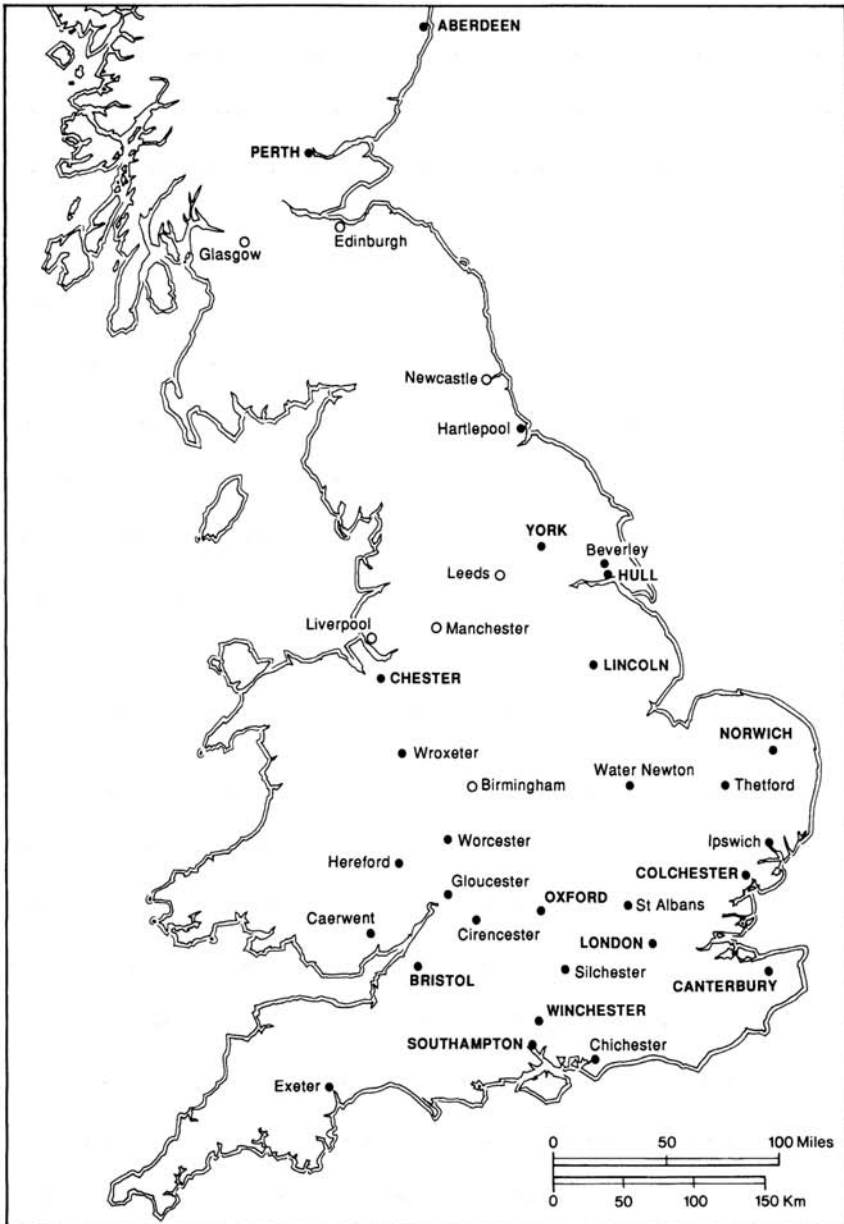 ABERDEEN
PERTH
Edinburgh
Glasgow
Newcastle
Hartlepool
YORK
Beverley
Leeds
HULL
Liverpool
Manchester
LINCOLN
CHESTER
NORWICH
Wroxeter
Water Newton
Birmingham
Thetford
Worcester
Ipswich
Hereford
COLCHESTER
Gloucester
OXFORD
St Albans
Caerwent
Cirencester
LONDON
BRISTOL
Silchester
CANTERBURY
WINCHESTER
SOUTHAMPTON
Chichester
Exeter
0 50 100 Miles
0 50 100 150 Km